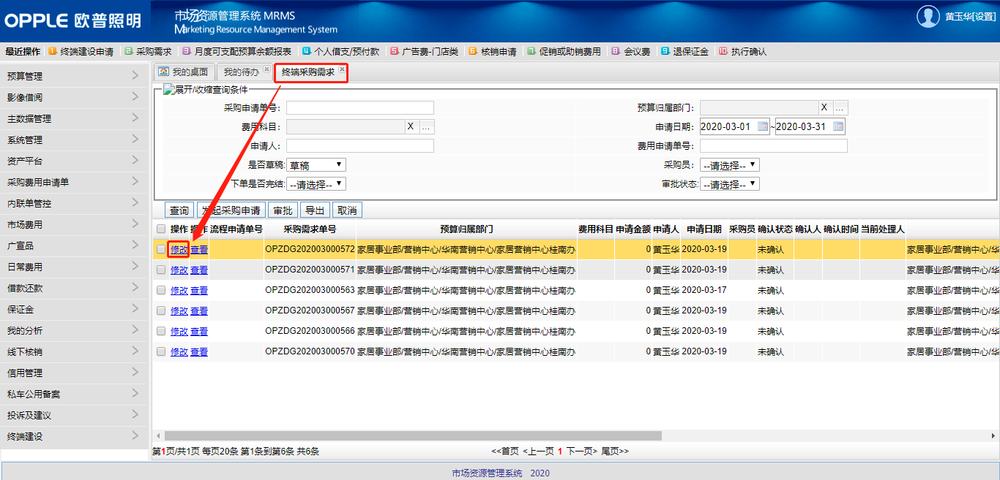 OPPLE 欧普照明
市场资源管理系统 MRMS
Marketing Resource Management System
黄玉华[设置]
最近操作 1 终端建设申请 2 采购需求 3 月度可支配预算余额报表 4 个人借支/预付款 5 广告费-门店类 6 核销申请 7 促销或助销费用 8 会议费 9 退保证金 10 执行确认
预算管理
影像借阅
主数据管理
系统管理
资产平台
采购费用申请单
内联单管控
市场费用
广宣品
日常费用
借款还款
保证金
我的分析
线下核销
信用管理
私车公用备案
投诉及建议
终端建设
我的桌面 我的待办 终端采购需求
展开/收缩查询条件
采购申请单号: 预算归属部门: X ...
费用科目: X ... 申请日期: 2020-03-01 ~ 2020-03-31
申请人: 费用申请单号:
是否草稿: 草稿 采购员: --请选择--
下单是否完结: --请选择-- 审批状态: --请选择--
查询 发起采购申请 审批 导出 取消
操作 操作 流程申请单号 采购需求单号 预算归属部门 费用科目 申请金额 申请人 申请日期 采购员 确认状态 确认人 确认时间 当前处理人
修改 查看 OPZDG202003000572 家居事业部/营销中心/华南营销中心/家居营销中心桂南办 0 黄玉华 2020-03-19 未确认 家居事业部/营销中心/华
修改 查看 OPZDG202003000571 家居事业部/营销中心/华南营销中心/家居营销中心桂南办 0 黄玉华 2020-03-19 未确认 家居事业部/营销中心/华
修改 查看 OPZDG202003000563 家居事业部/营销中心/华南营销中心/家居营销中心桂南办 0 黄玉华 2020-03-17 未确认 家居事业部/营销中心/华
修改 查看 OPZDG202003000567 家居事业部/营销中心/华南营销中心/家居营销中心桂南办 0 黄玉华 2020-03-19 未确认 家居事业部/营销中心/华
修改 查看 OPZDG202003000566 家居事业部/营销中心/华南营销中心/家居营销中心桂南办 0 黄玉华 2020-03-19 未确认 家居事业部/营销中心/华
修改 查看 OPZDG202003000570 家居事业部/营销中心/华南营销中心/家居营销中心桂南办 0 黄玉华 2020-03-19 未确认 家居事业部/营销中心/华
第1页/共1页 每页20条 第1条到第6条 共6条 <<首页 <上一页 1 下一页> 尾页>>
市场资源管理系统 2020